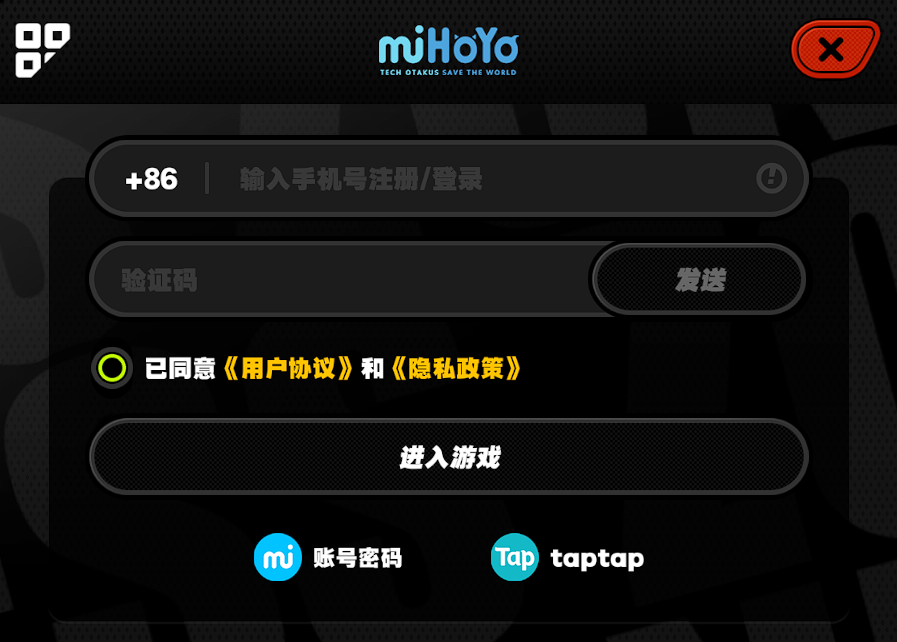 miHoYo
TECH OTAKUS SAVE THE WORLD
+86 输入手机号注册/登录
验证码 发送
已同意《用户协议》和《隐私政策》
进入游戏
mi 账号密码 Tap taptap